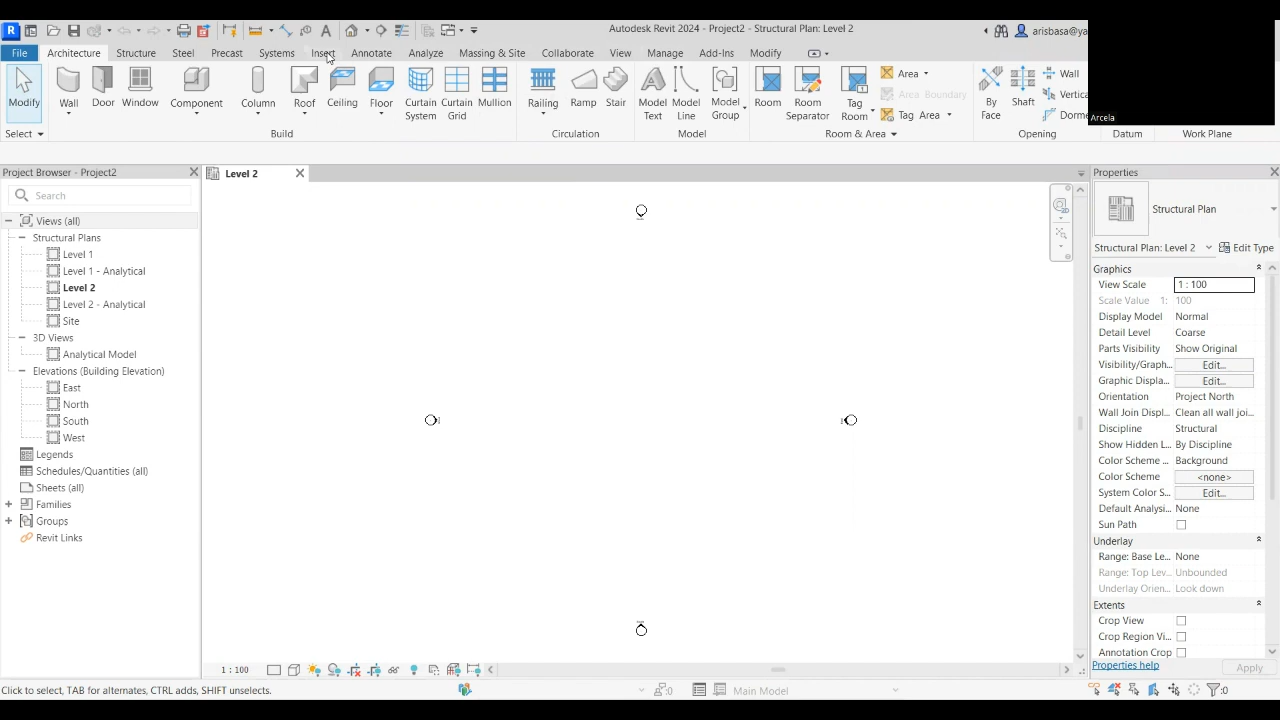 Autodesk Revit 2024 - Project2 - Structural Plan: Level 2
arisbasa@ya
File Architecture Structure Steel Precast Systems Insert Annotate Analyze Massing & Site Collaborate View Manage Add- Modify
Modify Wall Door Window Component Column Roof Ceiling Floor Curtain System Curtain Grid Mullion Railing Ramp Stair Model Text Model Line Model Group Room Room Separator Tag Room Area Area Boundary Tag Area By Face Shaft Wall Vertica Dorme
Arcela
Select Build Circulation Model Room & Area Opening Datum Work Plane
Project Browser - Project2
Level 2
Properties
Search
Structural Plan
Views (all)
Structural Plans
Level 1
Level 1 - Analytical
Level 2
Level 2 - Analytical
Site
3D Views
Analytical Model
Elevations (Building Elevation)
East
North
South
West
Legends
Schedules/Quantities (all)
Sheets (all)
Families
Groups
Revit Links
Structural Plan: Level 2 Edit Type
Graphics
View Scale 1 : 100
Scale Value 1: 100
Display Model Normal
Detail Level Coarse
Parts Visibility Show Original
Visibility/Graph... Edit...
Graphic Displa... Edit...
Orientation Project North
Wall Join Displ... Clean all wall joi...
Discipline Structural
Show Hidden L... By Discipline
Color Scheme ... Background
Color Scheme <none>
System Color S... Edit...
Default Analysi... None
Sun Path
Underlay
Range: Base Le... None
Range: Top Lev... Unbounded
Underlay Orien... Look down
Extents
Crop View
Crop Region Vi...
Annotation Crop
Properties help Apply
1 : 100
Click to select, TAB for alternates, CTRL adds, SHIFT unselects.
:0
Main Model
:0